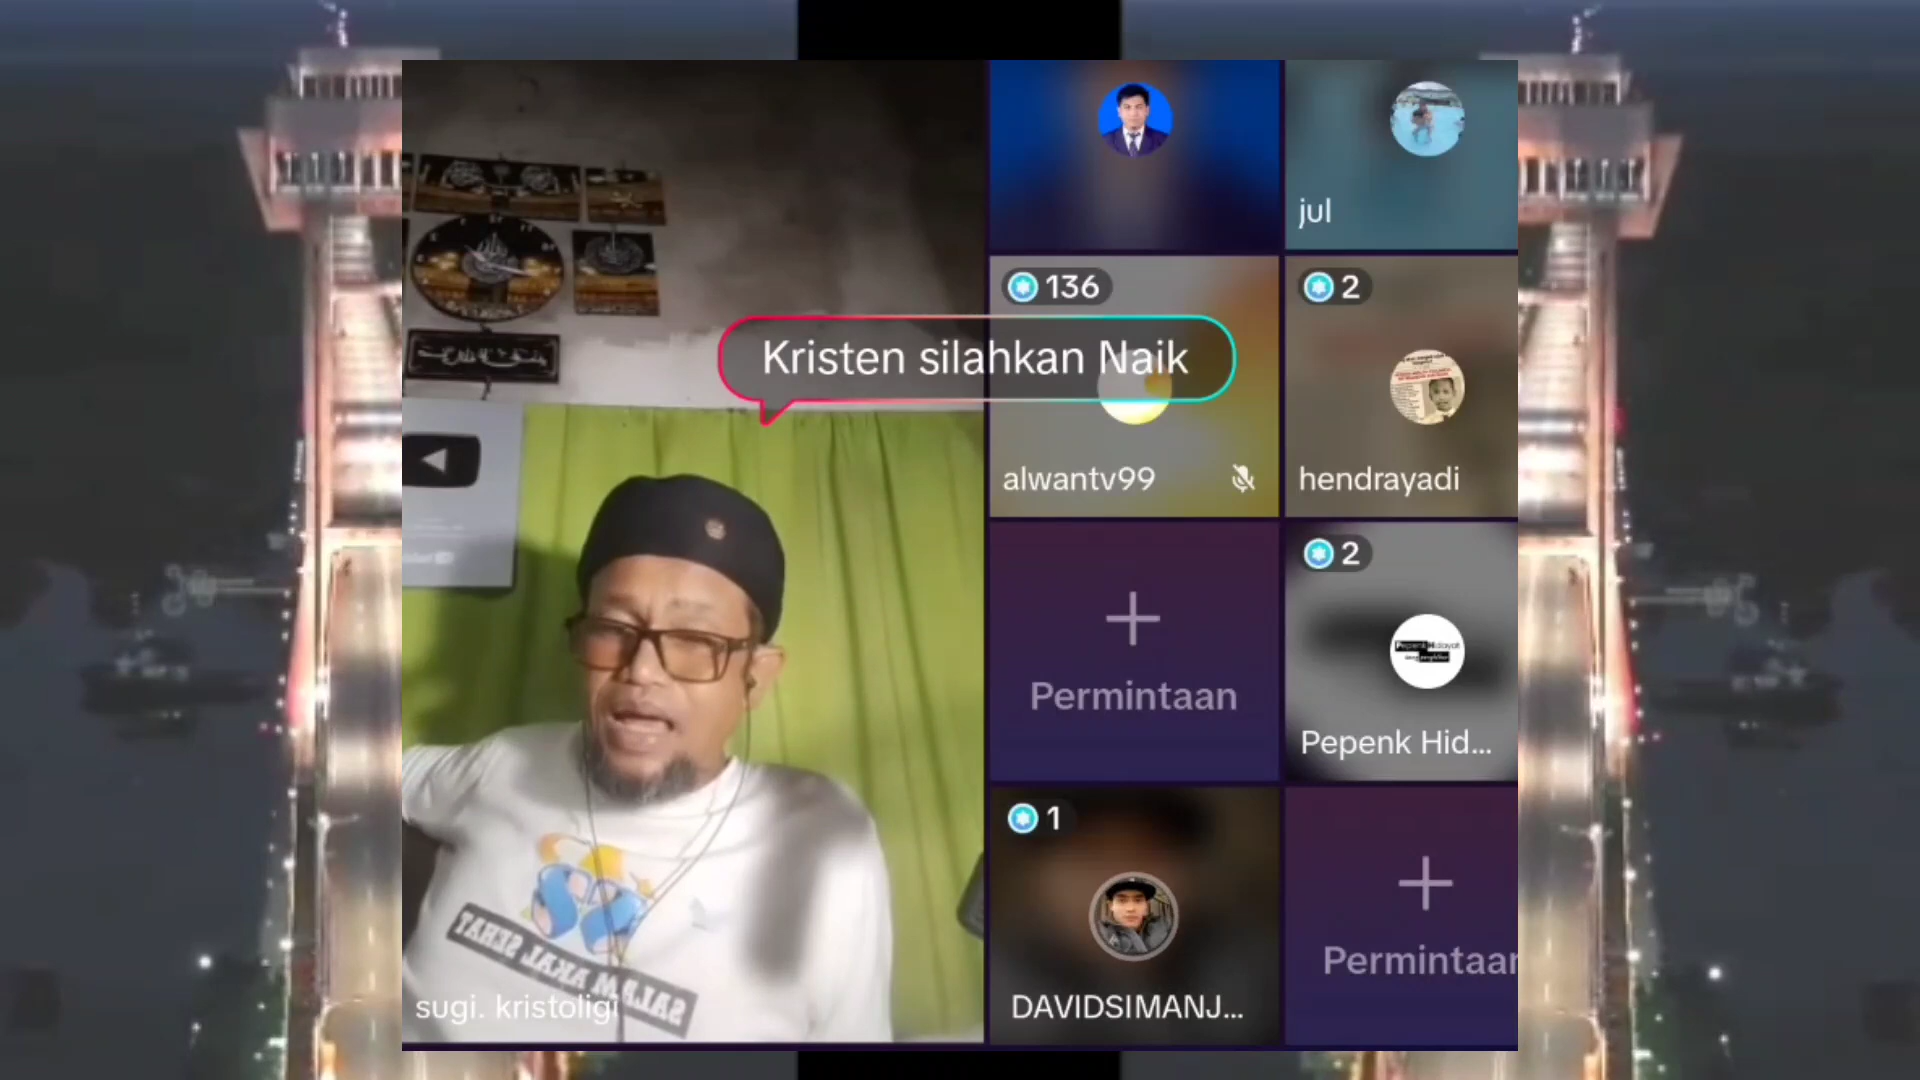 jul
136
2
Kristen silahkan Naik
alwantv99
hendrayadi
2
Permintaan
Pepenk Hid...
1
SALAM AKAL SEHAT
sugi. kristoligi
DAVIDSIMANJ...
Permintaan